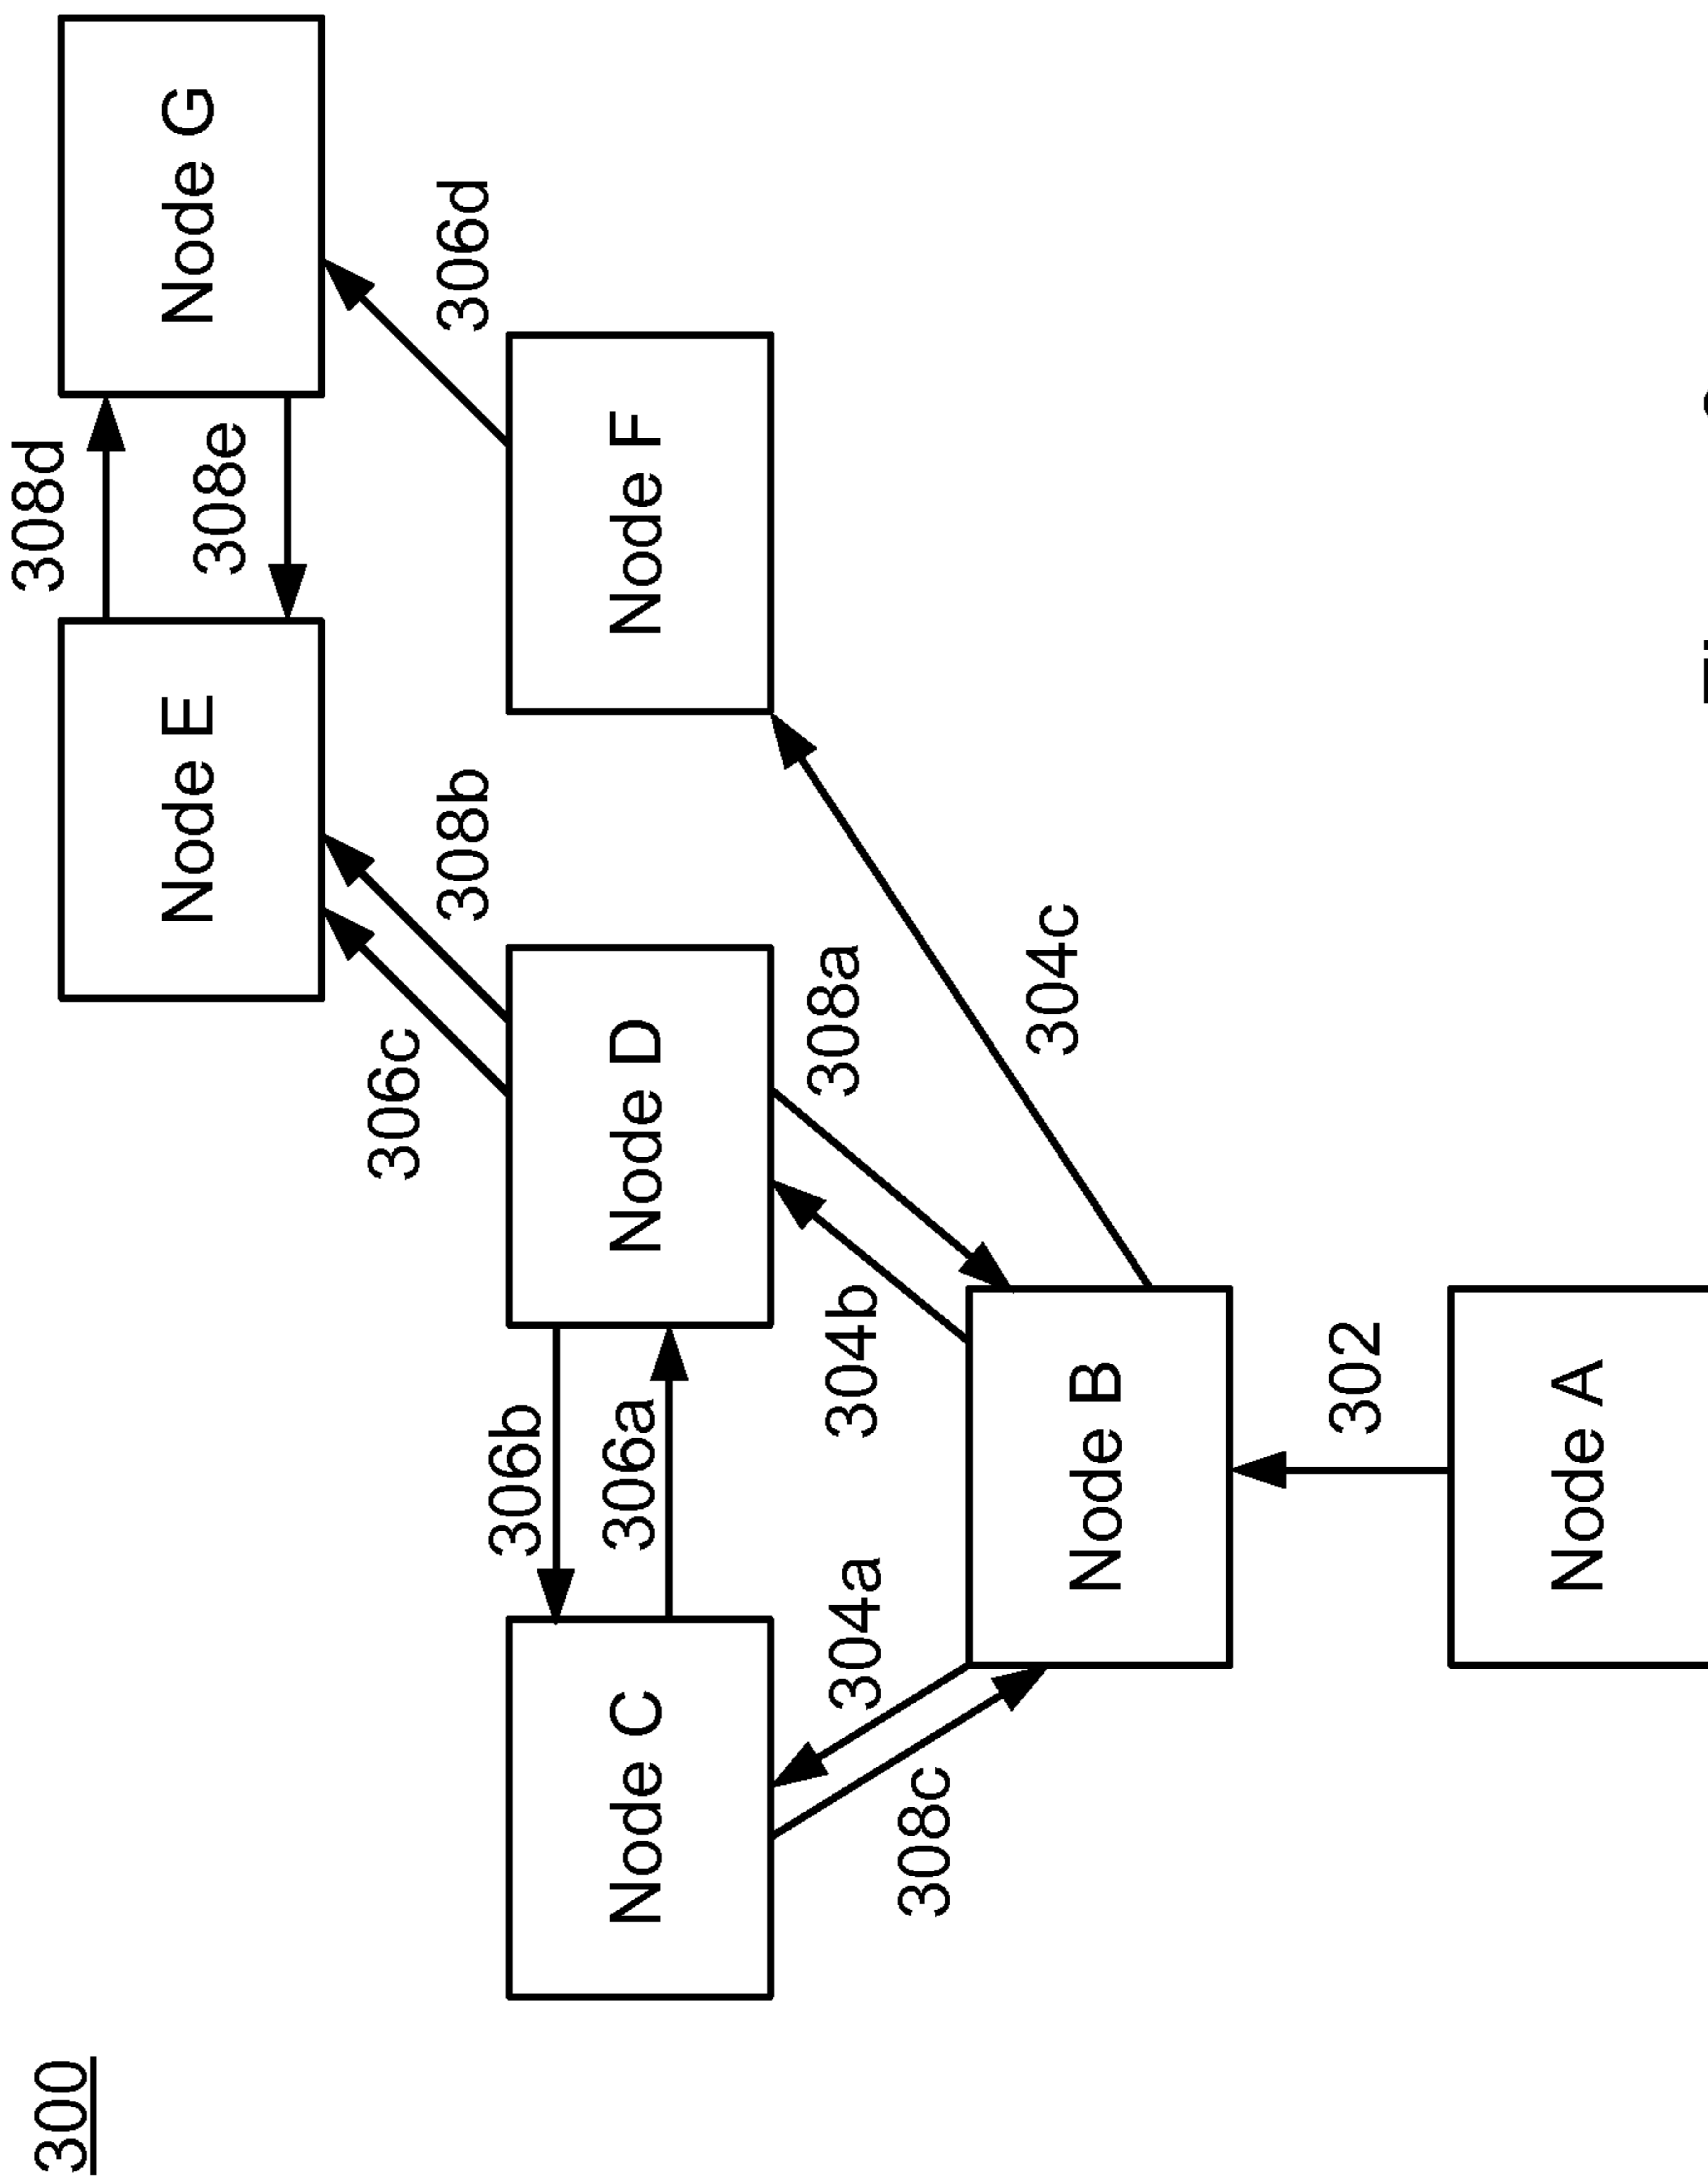 300
308d
Node E
Node G
308e
306c
308b
306d
306b
306a
Node C
Node D
Node F
304a
304b
308a
308c
304c
Node B
302
Node A